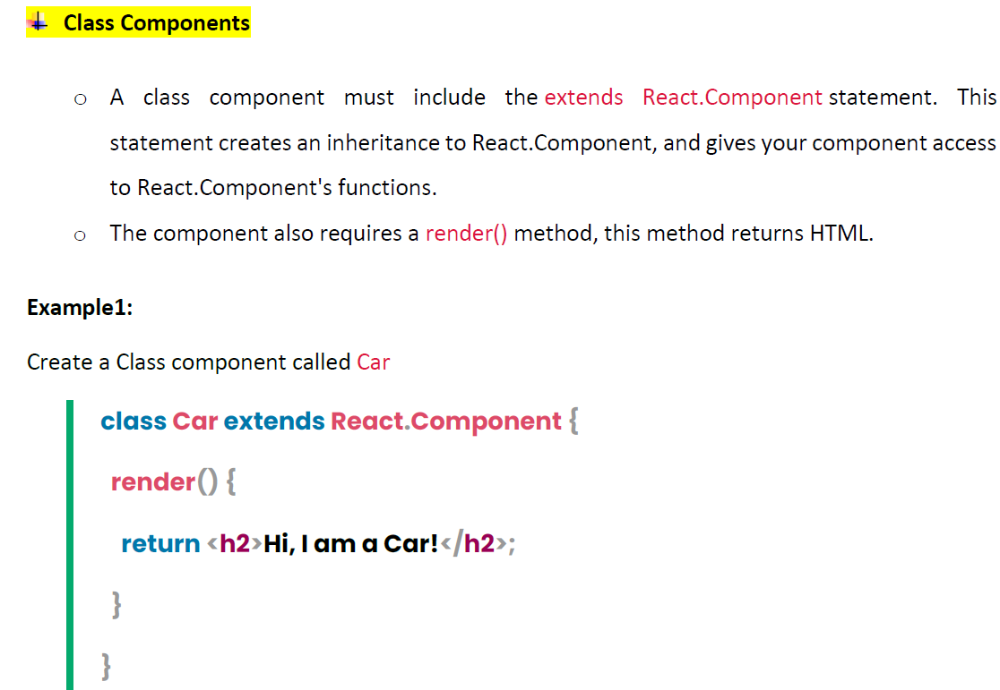 Class Components
o A class component must include the extends React.Component statement. This
statement creates an inheritance to React.Component, and gives your component access
to React.Component's functions.
o The component also requires a render() method, this method returns HTML.
Example1:
Create a Class component called Car
class Car extends React.Component {
render() {
return <h2>Hi, I am a Car!</h2>;
}
}